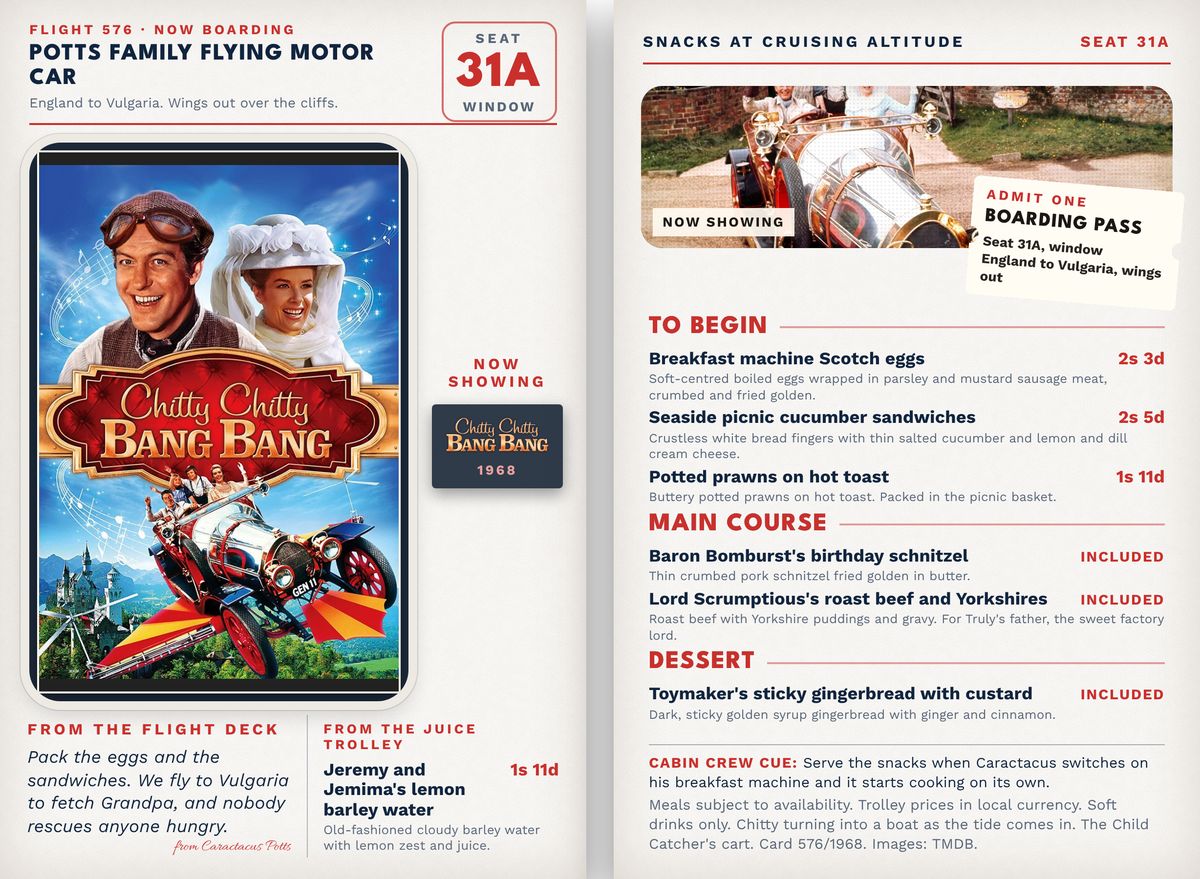 FLIGHT 576 · NOW BOARDING
POTTS FAMILY FLYING MOTOR
CAR
England to Vulgaria. Wings out over the cliffs.
SEAT
31A
WINDOW
Chitty Chitty
BANG BANG
GEN 11
NOW
SHOWING
Chitty Chitty
BANG BANG
1968
FROM THE FLIGHT DECK
Pack the eggs and the
sandwiches. We fly to Vulgaria
to fetch Grandpa, and nobody
rescues anyone hungry.
from Caractacus Potts
FROM THE JUICE
TROLLEY
Jeremy and 1s 11d
Jemima's lemon
barley water
Old-fashioned cloudy barley water
with lemon zest and juice.
SNACKS AT CRUISING ALTITUDE SEAT 31A
NOW SHOWING
ADMIT ONE
BOARDING PASS
Seat 31A, window
England to Vulgaria, wings
out
TO BEGIN
Breakfast machine Scotch eggs 2s 3d
Soft-centred boiled eggs wrapped in parsley and mustard sausage meat,
crumbed and fried golden.
Seaside picnic cucumber sandwiches 2s 5d
Crustless white bread fingers with thin salted cucumber and lemon and dill
cream cheese.
Potted prawns on hot toast 1s 11d
Buttery potted prawns on hot toast. Packed in the picnic basket.
MAIN COURSE
Baron Bomburst's birthday schnitzel INCLUDED
Thin crumbed pork schnitzel fried golden in butter.
Lord Scrumptious's roast beef and Yorkshires INCLUDED
Roast beef with Yorkshire puddings and gravy. For Truly's father, the sweet factory
lord.
DESSERT
Toymaker's sticky gingerbread with custard INCLUDED
Dark, sticky golden syrup gingerbread with ginger and cinnamon.
CABIN CREW CUE: Serve the snacks when Caractacus switches on
his breakfast machine and it starts cooking on its own.
Meals subject to availability. Trolley prices in local currency. Soft
drinks only. Chitty turning into a boat as the tide comes in. The Child
Catcher's cart. Card 576/1968. Images: TMDB.